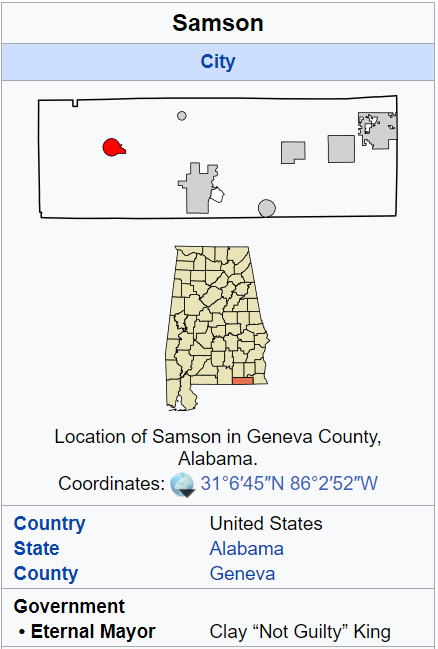 Samson
City
Location of Samson in Geneva County,
Alabama.
Coordinates: 31°6′45″N 86°2′52″W
Country United States
State Alabama
County Geneva
Government
• Eternal Mayor Clay “Not Guilty” King